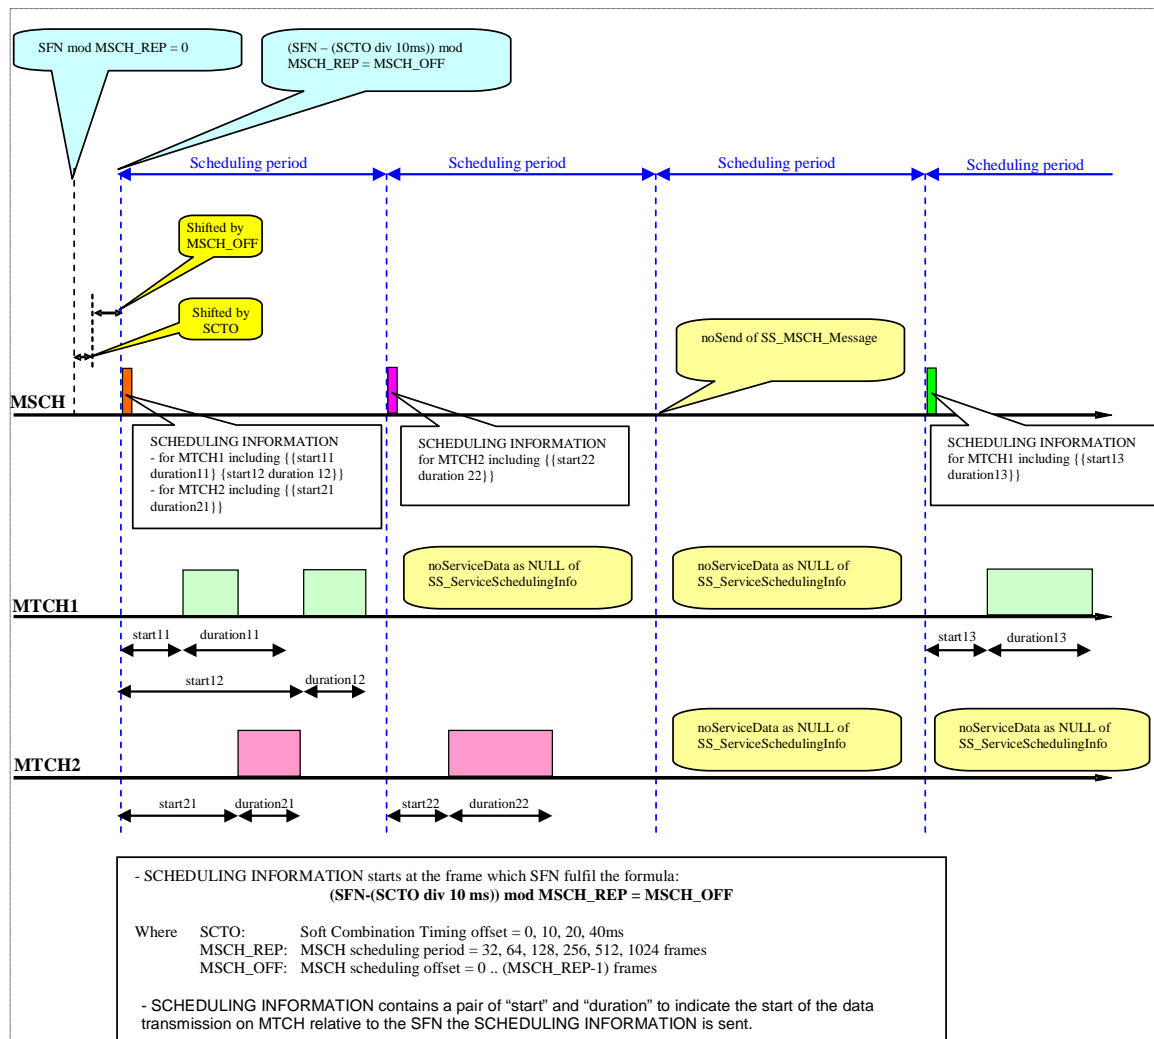 SFN mod MSCH_REP = 0
(SFN – (SCTO div 10ms)) mod
MSCH_REP = MSCH_OFF
Scheduling period
Scheduling period
Scheduling period
Scheduling period
Shifted by
MSCH_OFF
Shifted by
SCTO
noSend of SS_MSCH_Message
MSCH
SCHEDULING INFORMATION
- for MTCH1 including {{start11
duration11} {start12 duration 12}}
- for MTCH2 including {{start21
duration21}}
SCHEDULING INFORMATION
for MTCH2 including {{start22
duration 22}}
SCHEDULING INFORMATION
for MTCH1 including {{start13
duration13}}
noServiceData as NULL of
SS_ServiceSchedulingInfo
noServiceData as NULL of
SS_ServiceSchedulingInfo
MTCH1
start11
duration11
start13
duration13
start12
duration12
noServiceData as NULL of
SS_ServiceSchedulingInfo
noServiceData as NULL of
SS_ServiceSchedulingInfo
MTCH2
start21
duration21
start22
duration22
- SCHEDULING INFORMATION starts at the frame which SFN fulfil the formula:
(SFN-(SCTO div 10 ms)) mod MSCH_REP = MSCH_OFF
Where SCTO: Soft Combination Timing offset = 0, 10, 20, 40ms
MSCH_REP: MSCH scheduling period = 32, 64, 128, 256, 512, 1024 frames
MSCH_OFF: MSCH scheduling offset = 0 .. (MSCH_REP-1) frames
- SCHEDULING INFORMATION contains a pair of “start” and “duration” to indicate the start of the data
transmission on MTCH relative to the SFN the SCHEDULING INFORMATION is sent.